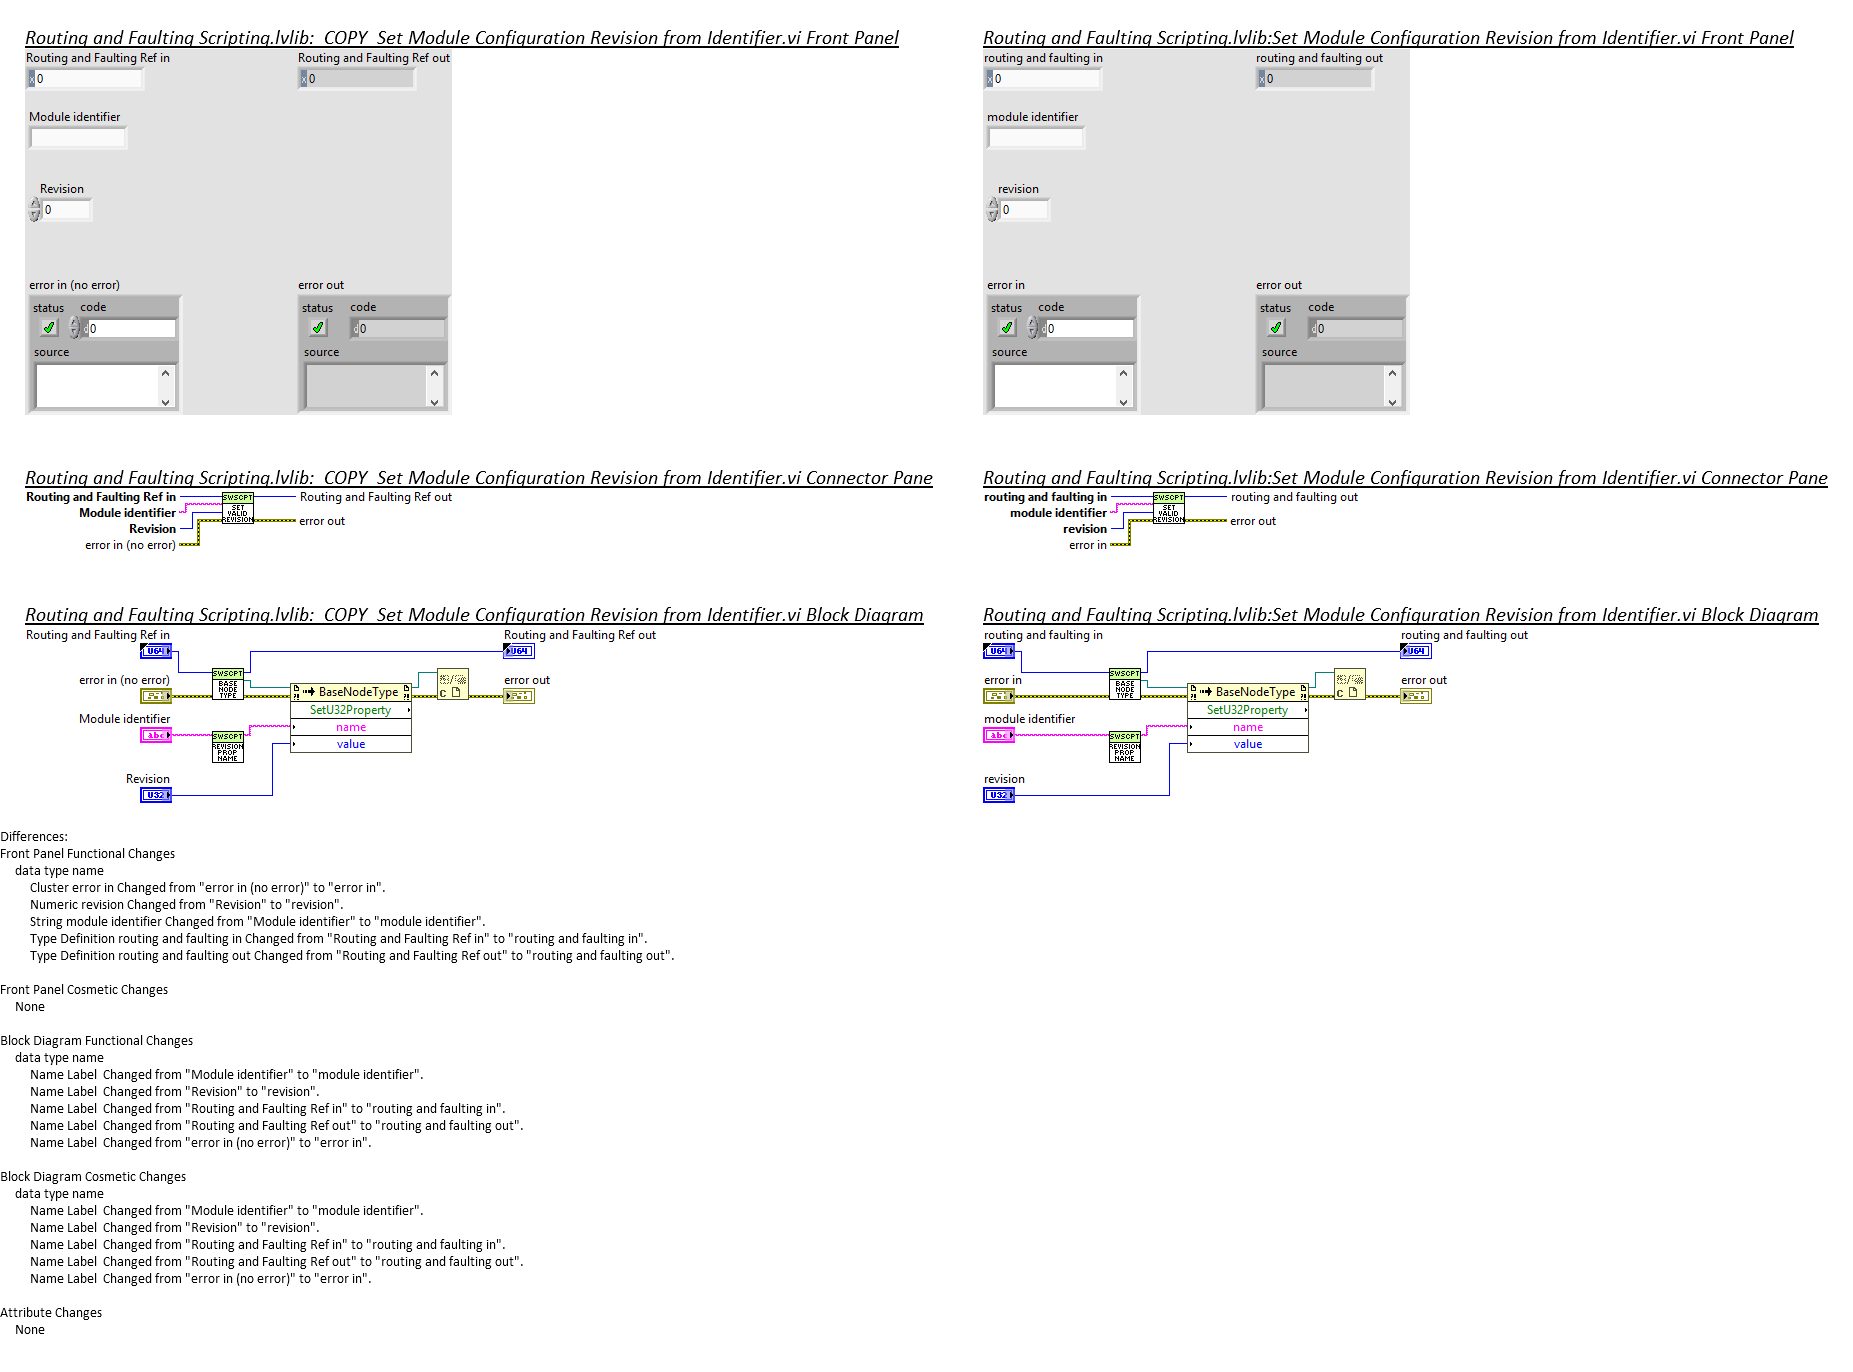 Routing and Faulting Scripting.lvlib:  COPY  Set Module Configuration Revision from Identifier.vi Front Panel
Routing and Faulting Ref in
Routing and Faulting Ref out
x 0
x 0
Module identifier
Revision
0
error in (no error)
error out
status
code
status
code
d 0
d 0
source
source
Routing and Faulting Scripting.lvlib:Set Module Configuration Revision from Identifier.vi Front Panel
routing and faulting in
routing and faulting out
x 0
x 0
module identifier
revision
0
error in
error out
status
code
status
code
d 0
d 0
source
source
Routing and Faulting Scripting.lvlib:  COPY  Set Module Configuration Revision from Identifier.vi Connector Pane
Routing and Faulting Ref in
Module identifier
Revision
error in (no error)
SWSCPT
SET
VALID
REVISION
Routing and Faulting Ref out
error out
Routing and Faulting Scripting.lvlib:Set Module Configuration Revision from Identifier.vi Connector Pane
routing and faulting in
module identifier
revision
error in
SWSCPT
SET
VALID
REVISION
routing and faulting out
error out
Routing and Faulting Scripting.lvlib:  COPY  Set Module Configuration Revision from Identifier.vi Block Diagram
Routing and Faulting Ref in
U64
Routing and Faulting Ref out
U64
error in (no error)
SWSCPT
BASE
NODE
TYPE
BaseNodeType
SetU32Property
name
value
C
error out
Module identifier
abc
SWSCPT
REVISION
PROP
NAME
Revision
U32
Routing and Faulting Scripting.lvlib:Set Module Configuration Revision from Identifier.vi Block Diagram
routing and faulting in
U64
routing and faulting out
U64
error in
SWSCPT
BASE
NODE
TYPE
BaseNodeType
SetU32Property
name
value
C
error out
module identifier
abc
SWSCPT
REVISION
PROP
NAME
revision
U32
Differences:
Front Panel Functional Changes
data type name
Cluster error in Changed from "error in (no error)" to "error in".
Numeric revision Changed from "Revision" to "revision".
String module identifier Changed from "Module identifier" to "module identifier".
Type Definition routing and faulting in Changed from "Routing and Faulting Ref in" to "routing and faulting in".
Type Definition routing and faulting out Changed from "Routing and Faulting Ref out" to "routing and faulting out".
Front Panel Cosmetic Changes
None
Block Diagram Functional Changes
data type name
Name Label  Changed from "Module identifier" to "module identifier".
Name Label  Changed from "Revision" to "revision".
Name Label  Changed from "Routing and Faulting Ref in" to "routing and faulting in".
Name Label  Changed from "Routing and Faulting Ref out" to "routing and faulting out".
Name Label  Changed from "error in (no error)" to "error in".
Block Diagram Cosmetic Changes
data type name
Name Label  Changed from "Module identifier" to "module identifier".
Name Label  Changed from "Revision" to "revision".
Name Label  Changed from "Routing and Faulting Ref in" to "routing and faulting in".
Name Label  Changed from "Routing and Faulting Ref out" to "routing and faulting out".
Name Label  Changed from "error in (no error)" to "error in".
Attribute Changes
None